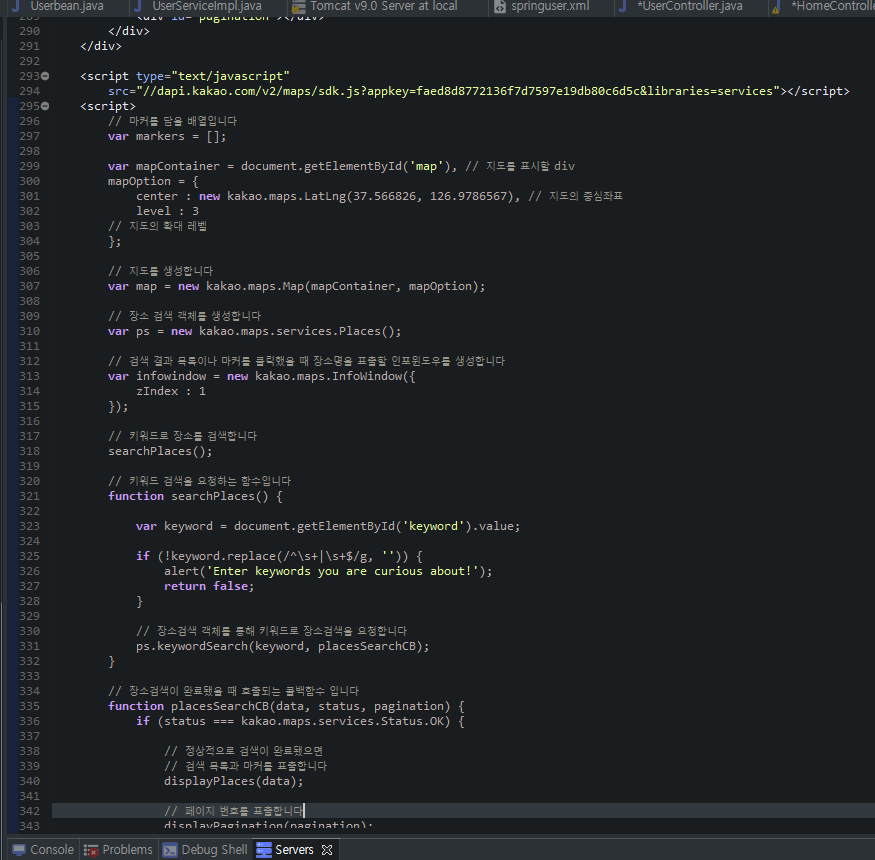 Userbean.java UserServiceImpl.java Tomcat v9.0 Server at local springuser.xml *UserController.java *HomeControlle
289 <div id="pagination"></div>
290 </div>
291 </div>
292
293 <script type="text/javascript"
294 src="//dapi.kakao.com/v2/maps/sdk.js?appkey=faed8d8772136f7d7597e19db80c6d5c&libraries=services"></script>
295 <script>
296 // 마커를 담을 배열입니다
297 var markers = [];
298
299 var mapContainer = document.getElementById('map'), // 지도를 표시할 div
300 mapOption = {
301 center : new kakao.maps.LatLng(37.566826, 126.9786567), // 지도의 중심좌표
302 level : 3
303 // 지도의 확대 레벨
304 };
305
306 // 지도를 생성합니다
307 var map = new kakao.maps.Map(mapContainer, mapOption);
308
309 // 장소 검색 객체를 생성합니다
310 var ps = new kakao.maps.services.Places();
311
312 // 검색 결과 목록이나 마커를 클릭했을 때 장소명을 표출할 인포윈도우를 생성합니다
313 var infowindow = new kakao.maps.InfoWindow({
314 zIndex : 1
315 });
316
317 // 키워드로 장소를 검색합니다
318 searchPlaces();
319
320 // 키워드 검색을 요청하는 함수입니다
321 function searchPlaces() {
322
323 var keyword = document.getElementById('keyword').value;
324
325 if (!keyword.replace(/^\s+|\s+$/g, '')) {
326 alert('Enter keywords you are curious about!');
327 return false;
328 }
329
330 // 장소검색 객체를 통해 키워드로 장소검색을 요청합니다
331 ps.keywordSearch(keyword, placesSearchCB);
332 }
333
334 // 장소검색이 완료됐을 때 호출되는 콜백함수 입니다
335 function placesSearchCB(data, status, pagination) {
336 if (status === kakao.maps.services.Status.OK) {
337
338 // 정상적으로 검색이 완료됐으면
339 // 검색 목록과 마커를 표출합니다
340 displayPlaces(data);
341
342 // 페이지 번호를 표출합니다
343 displayPagination(pagination);
Console Problems Debug Shell Servers